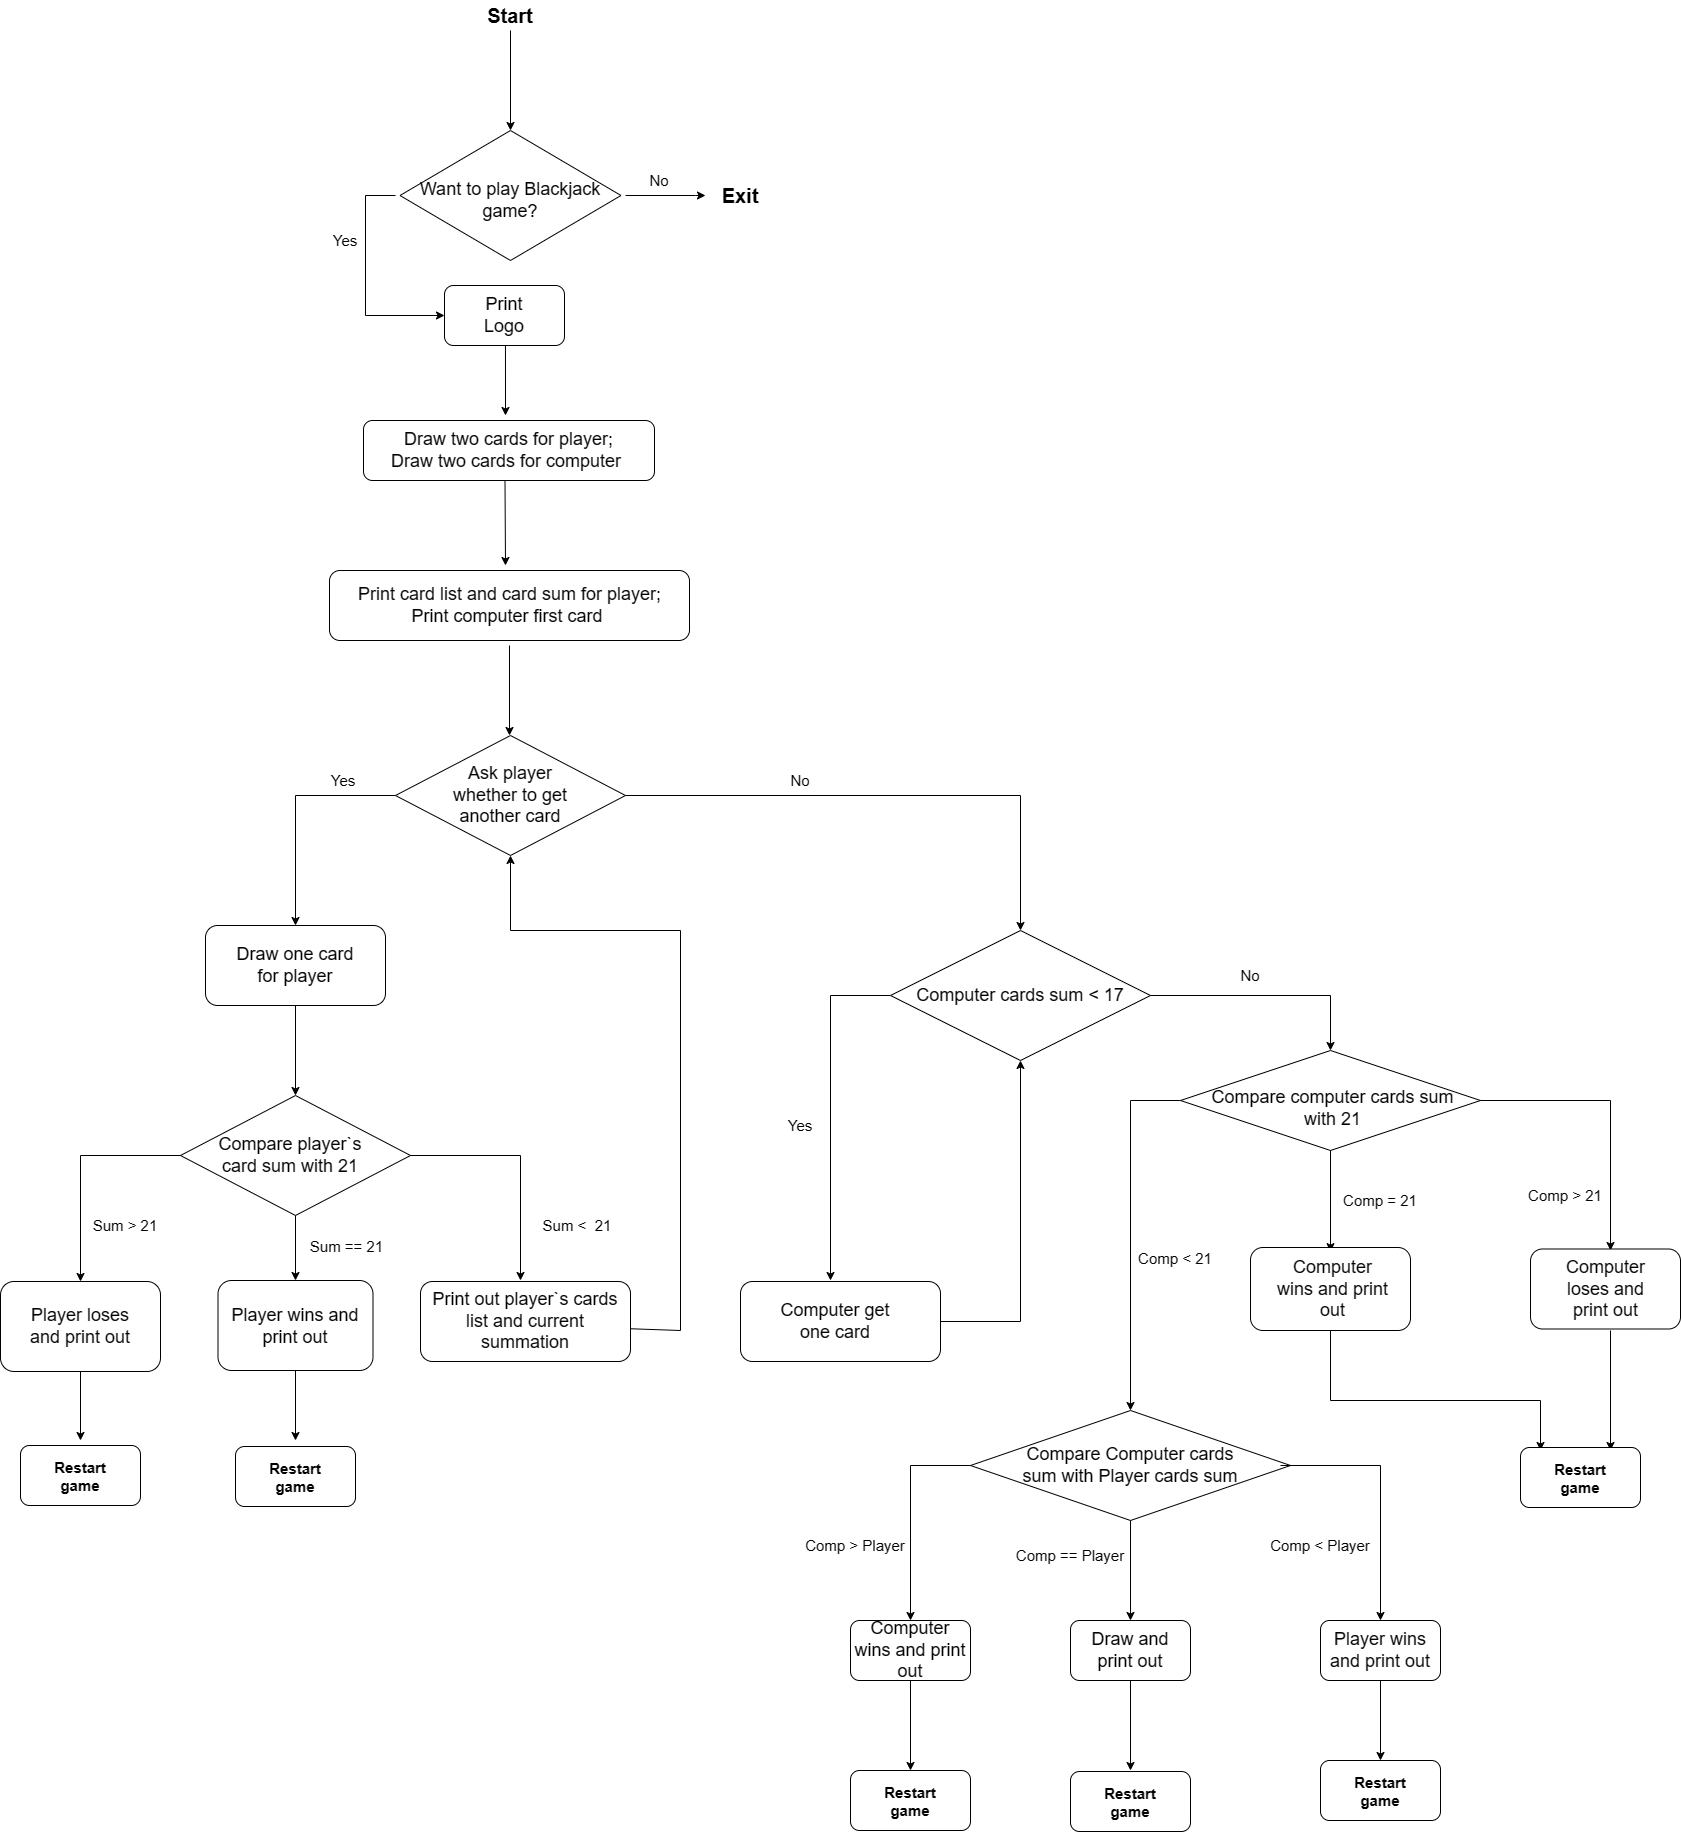 Start
Want to play Blackjack
game?
No
Exit
Yes
Print
Logo
Draw two cards for player;
Draw two cards for computer
Print card list and card sum for player;
Print computer first card
Ask player
whether to get
another card
Yes
No
Draw one card
for player
Computer cards sum < 17
No
Yes
Compare computer cards sum
with 21
Compare player`s
card sum with 21
Sum > 21
Sum == 21
Sum <  21
Comp < 21
Comp = 21
Comp > 21
Player loses
and print out
Player wins and
print out
Print out player`s cards
list and current
summation
Computer get
one card
Computer
wins and print
out
Computer
loses and
print out
Restart
game
Restart
game
Restart
game
Compare Computer cards
sum with Player cards sum
Comp > Player
Comp == Player
Comp < Player
Computer
wins and print
out
Draw and
print out
Player wins
and print out
Restart
game
Restart
game
Restart
game